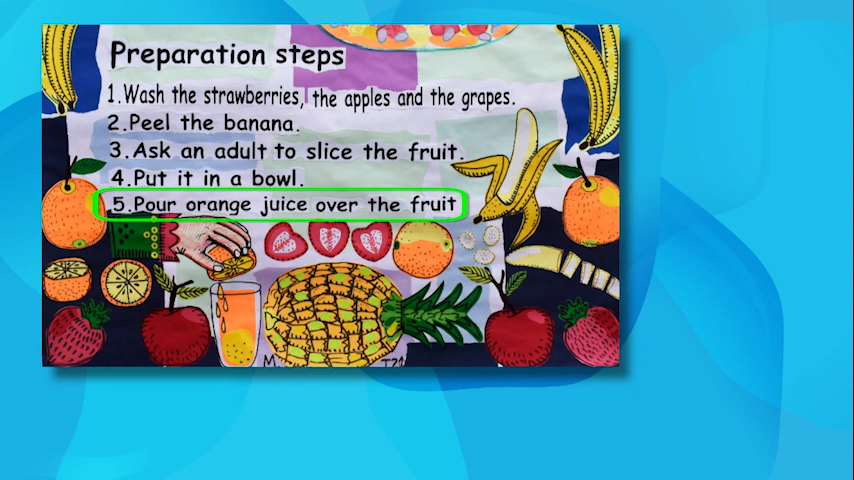 Preparation steps
1.Wash the strawberries, the apples and the grapes.
2.Peel the banana.
3.Ask an adult to slice the fruit.
4.Put it in a bowl.
5.Pour orange juice over the fruit